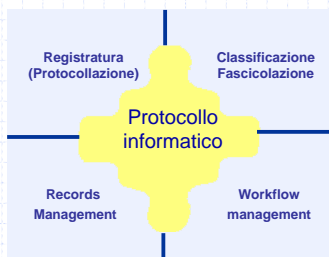 Registratura
(Protocollazione)
Classificazione
Fascicolazione
Protocollo
informatico
Records
Management
Workflow
management